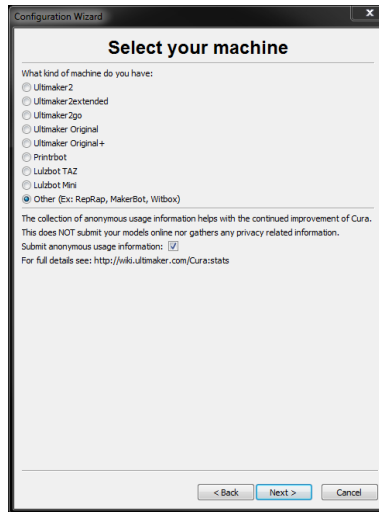 Configuration Wizard
x
Select your machine
What kind of machine do you have:
Ultimaker2
Ultimaker2extended
Ultimaker2go
Ultimaker Original
Ultimaker Original+
Printrbot
Lulzbot TAZ
Lulzbot Mini
Other (Ex: RepRap, MakerBot, Witbox)
The collection of anonymous usage information helps with the continued improvement of Cura.
This does NOT submit your models online nor gathers any privacy related information.
Submit anonymous usage information:
For full details see: http://wiki.ultimaker.com/Cura:stats
< Back Next > Cancel